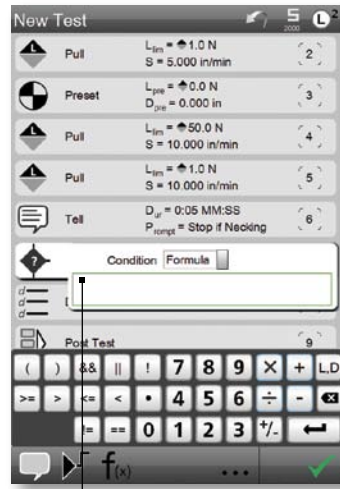 New Test 5 2000 L 2
L Pull Llim = 1.0 N 2
S = 5.000 in/min
Preset Lpre = 0.0 N 3
Dpre = 0.000 in
L Pull Llim = 50.0 N 4
S = 10.000 in/min
L Pull Llim = 1.0 N 5
S = 10.000 in/min
Tell Dur = 0:05 MM:SS 6
Prompt = Stop if Necking
? Condition Formula
d
d
d
Post Test 9
( ) && || ! 7 8 9 × + L,D
>= > <= < • 4 5 6 ÷ -
!= == 0 1 2 3 +/-
f(x) ...